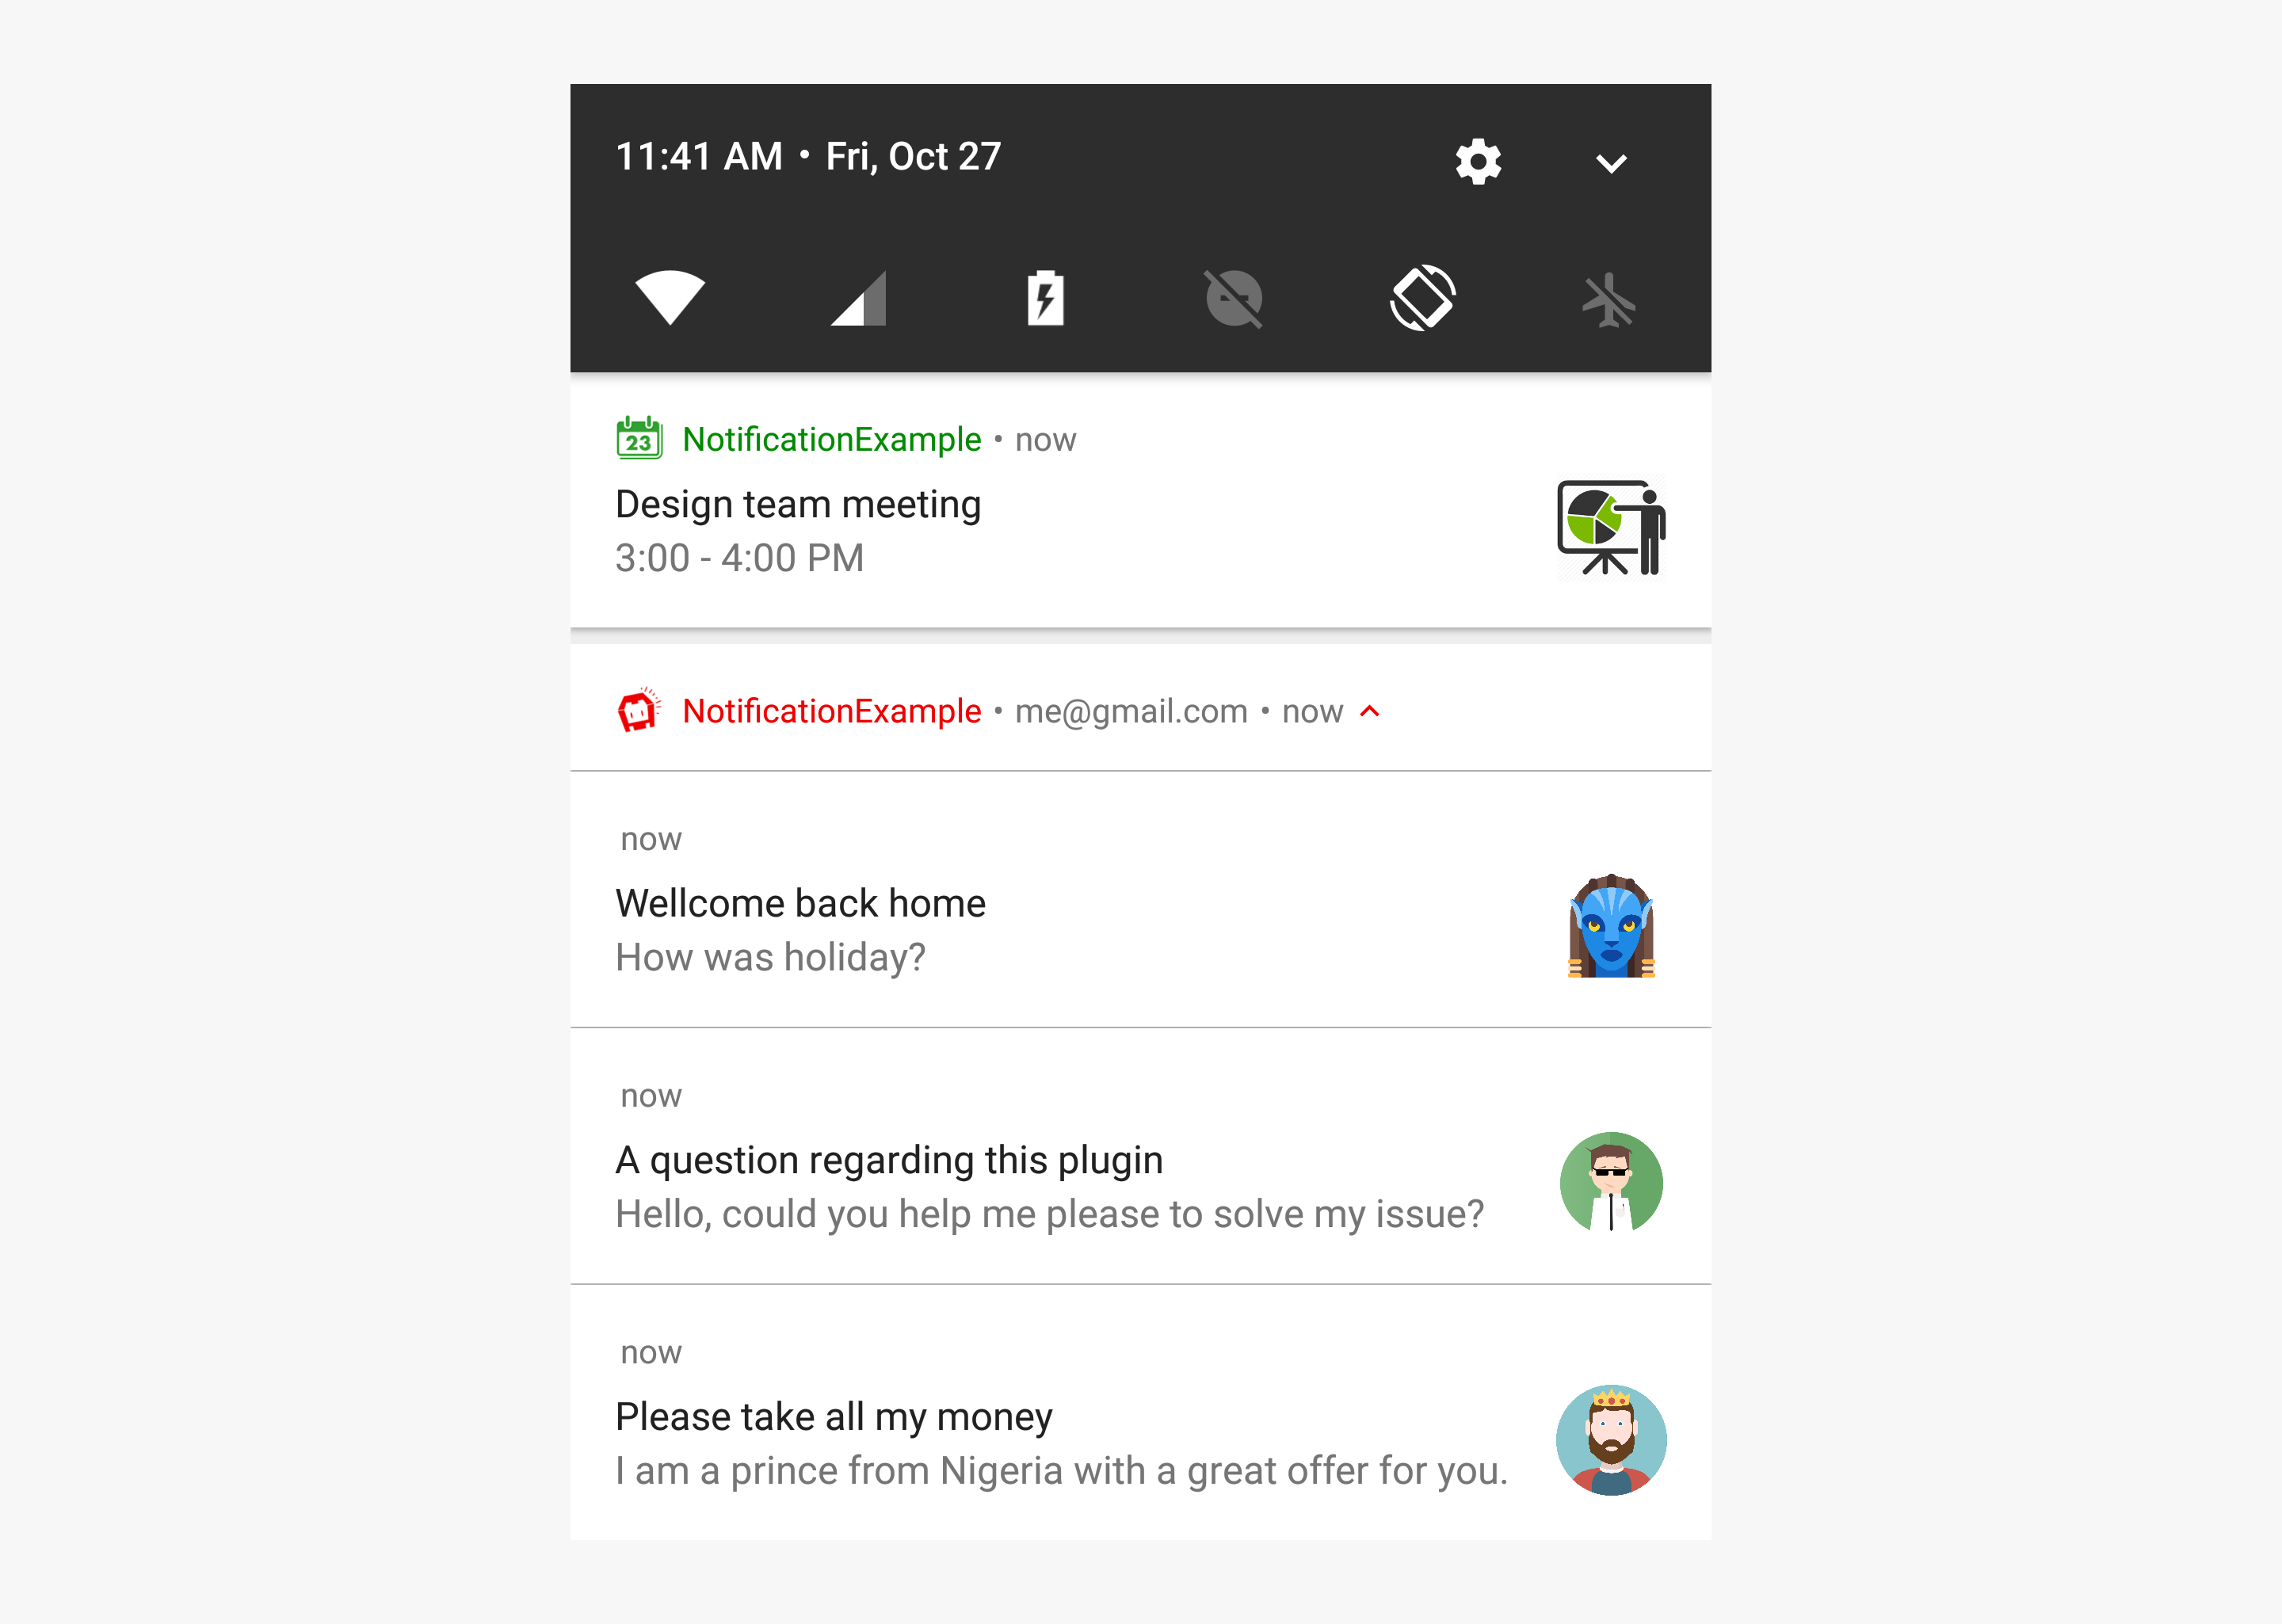 11:41 AM • Fri, Oct 27
23 NotificationExample • now
Design team meeting
3:00 - 4:00 PM
NotificationExample • me@gmail.com • now
now
Wellcome back home
How was holiday?
now
A question regarding this plugin
Hello, could you help me please to solve my issue?
now
Please take all my money
I am a prince from Nigeria with a great offer for you.